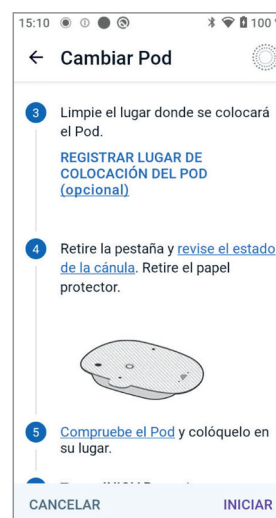 15:10 100
← Cambiar Pod
3 Limpie el lugar donde se colocará
el Pod.
REGISTRAR LUGAR DE
COLOCACIÓN DEL POD
(opcional)
4 Retire la pestaña y revise el estado
de la cánula. Retire el papel
protector.
5 Compruebe el Pod y colóquelo en
su lugar.
CANCELAR INICIAR